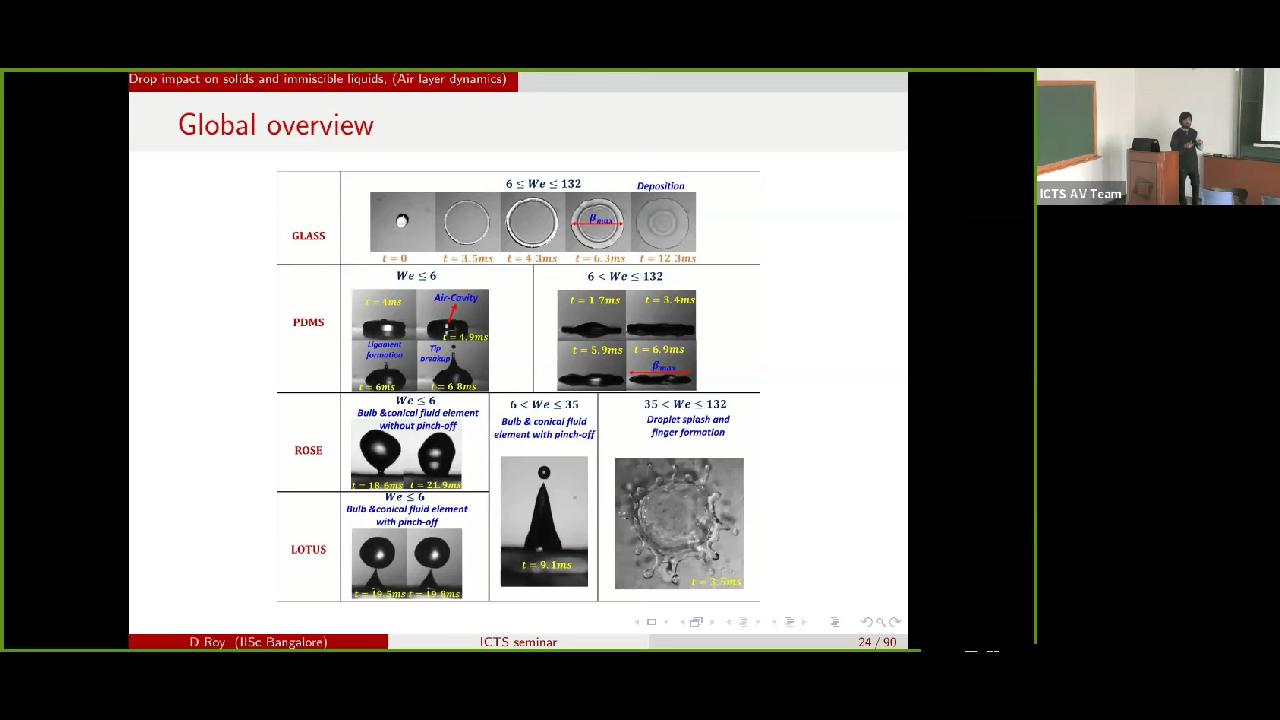 Drop impact on solids and immiscible liquids, (Air layer dynamics)
Global overview
ICTS AV Team
6 ≤ We ≤ 132
Deposition
GLASS
βmax
t = 0
t = 3.5ms
t = 4.3ms
t = 6.3ms
t = 12.3ms
We ≤ 6
6 < We ≤ 132
PDMS
t = 4ms
Air-Cavity
t = 4.9ms
Ligament
formation
t = 6ms
Tip
breakup
t = 6.8ms
t = 1.7ms
t = 3.4ms
t = 5.9ms
t = 6.9ms
βmax
ROSE
We ≤ 6
Bulb &conical fluid element
without pinch-off
t = 18.6ms
t = 21.9ms
6 < We ≤ 35
Bulb & conical fluid
element with pinch-off
t = 9.1ms
35 < We ≤ 132
Droplet splash and
finger formation
t = 3.5ms
LOTUS
We ≤ 6
Bulb &conical fluid element
with pinch-off
t = 19.5ms
t = 19.8ms
D Roy (IISc Bangalore)
ICTS seminar
24 / 90